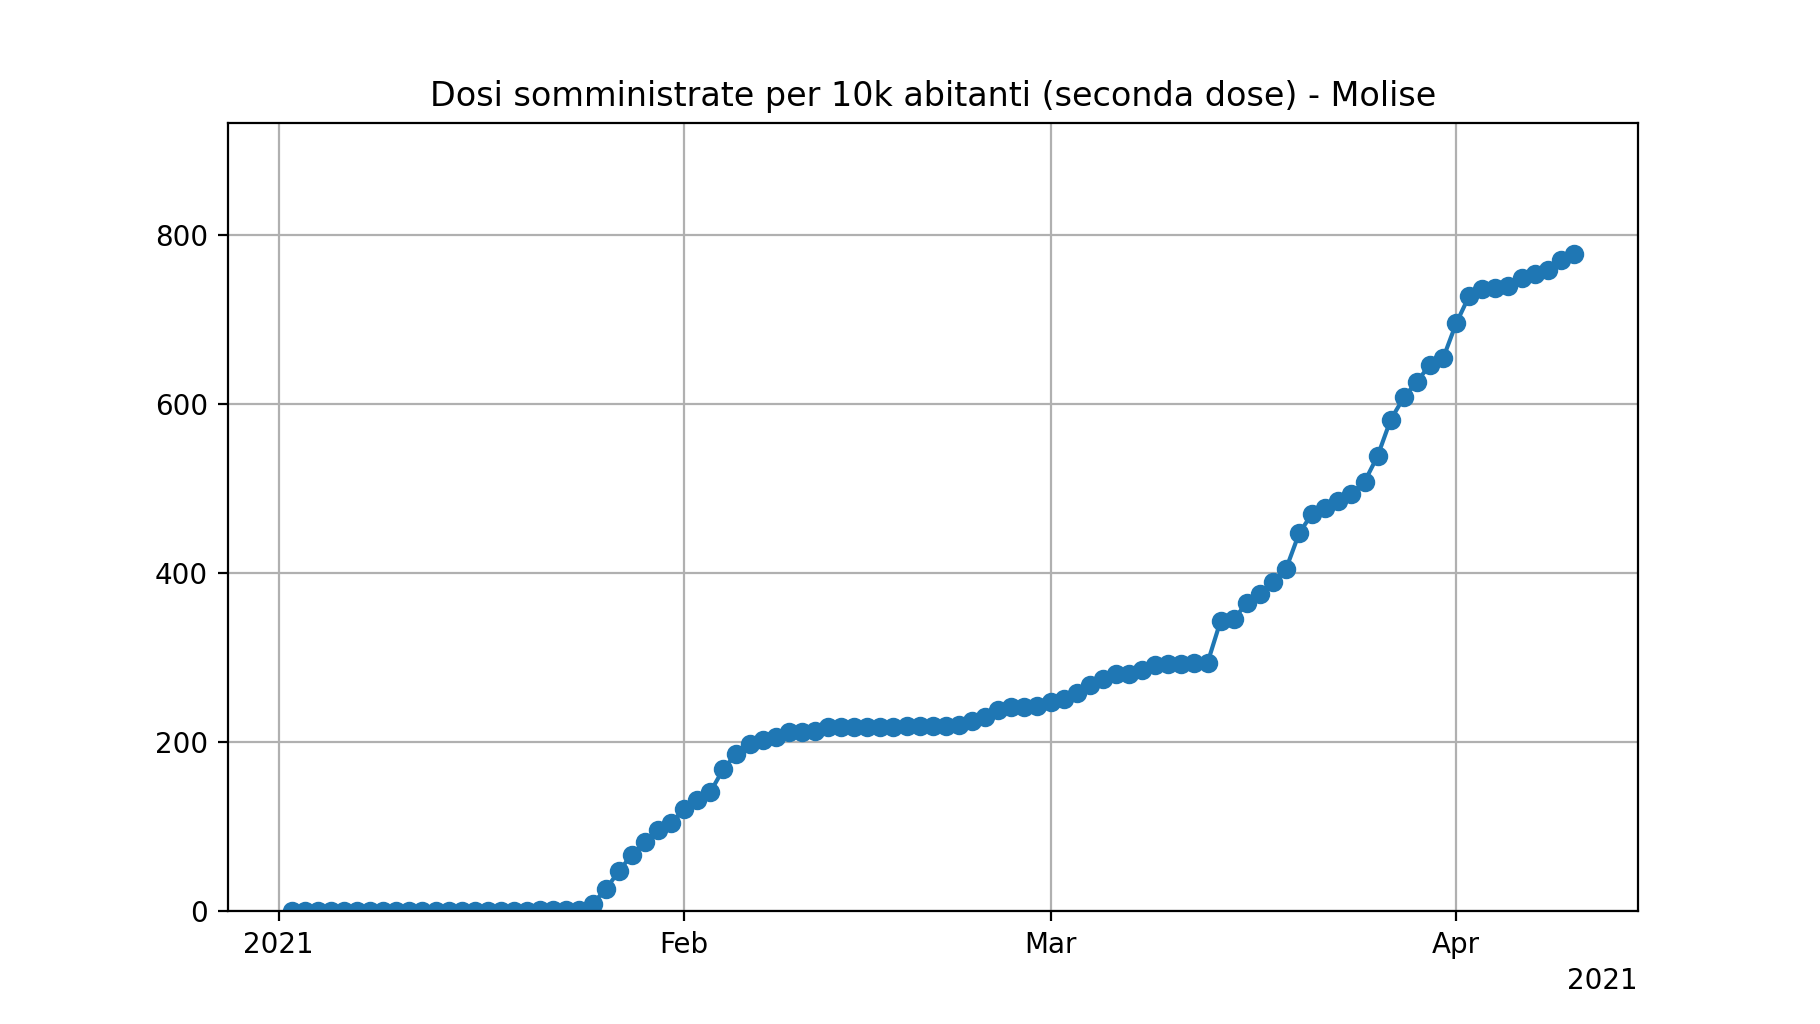 Dosi somministrate per 10k abitanti (seconda dose) - Molise
800
600
400
200
0
2021
Feb
Mar
Apr
2021